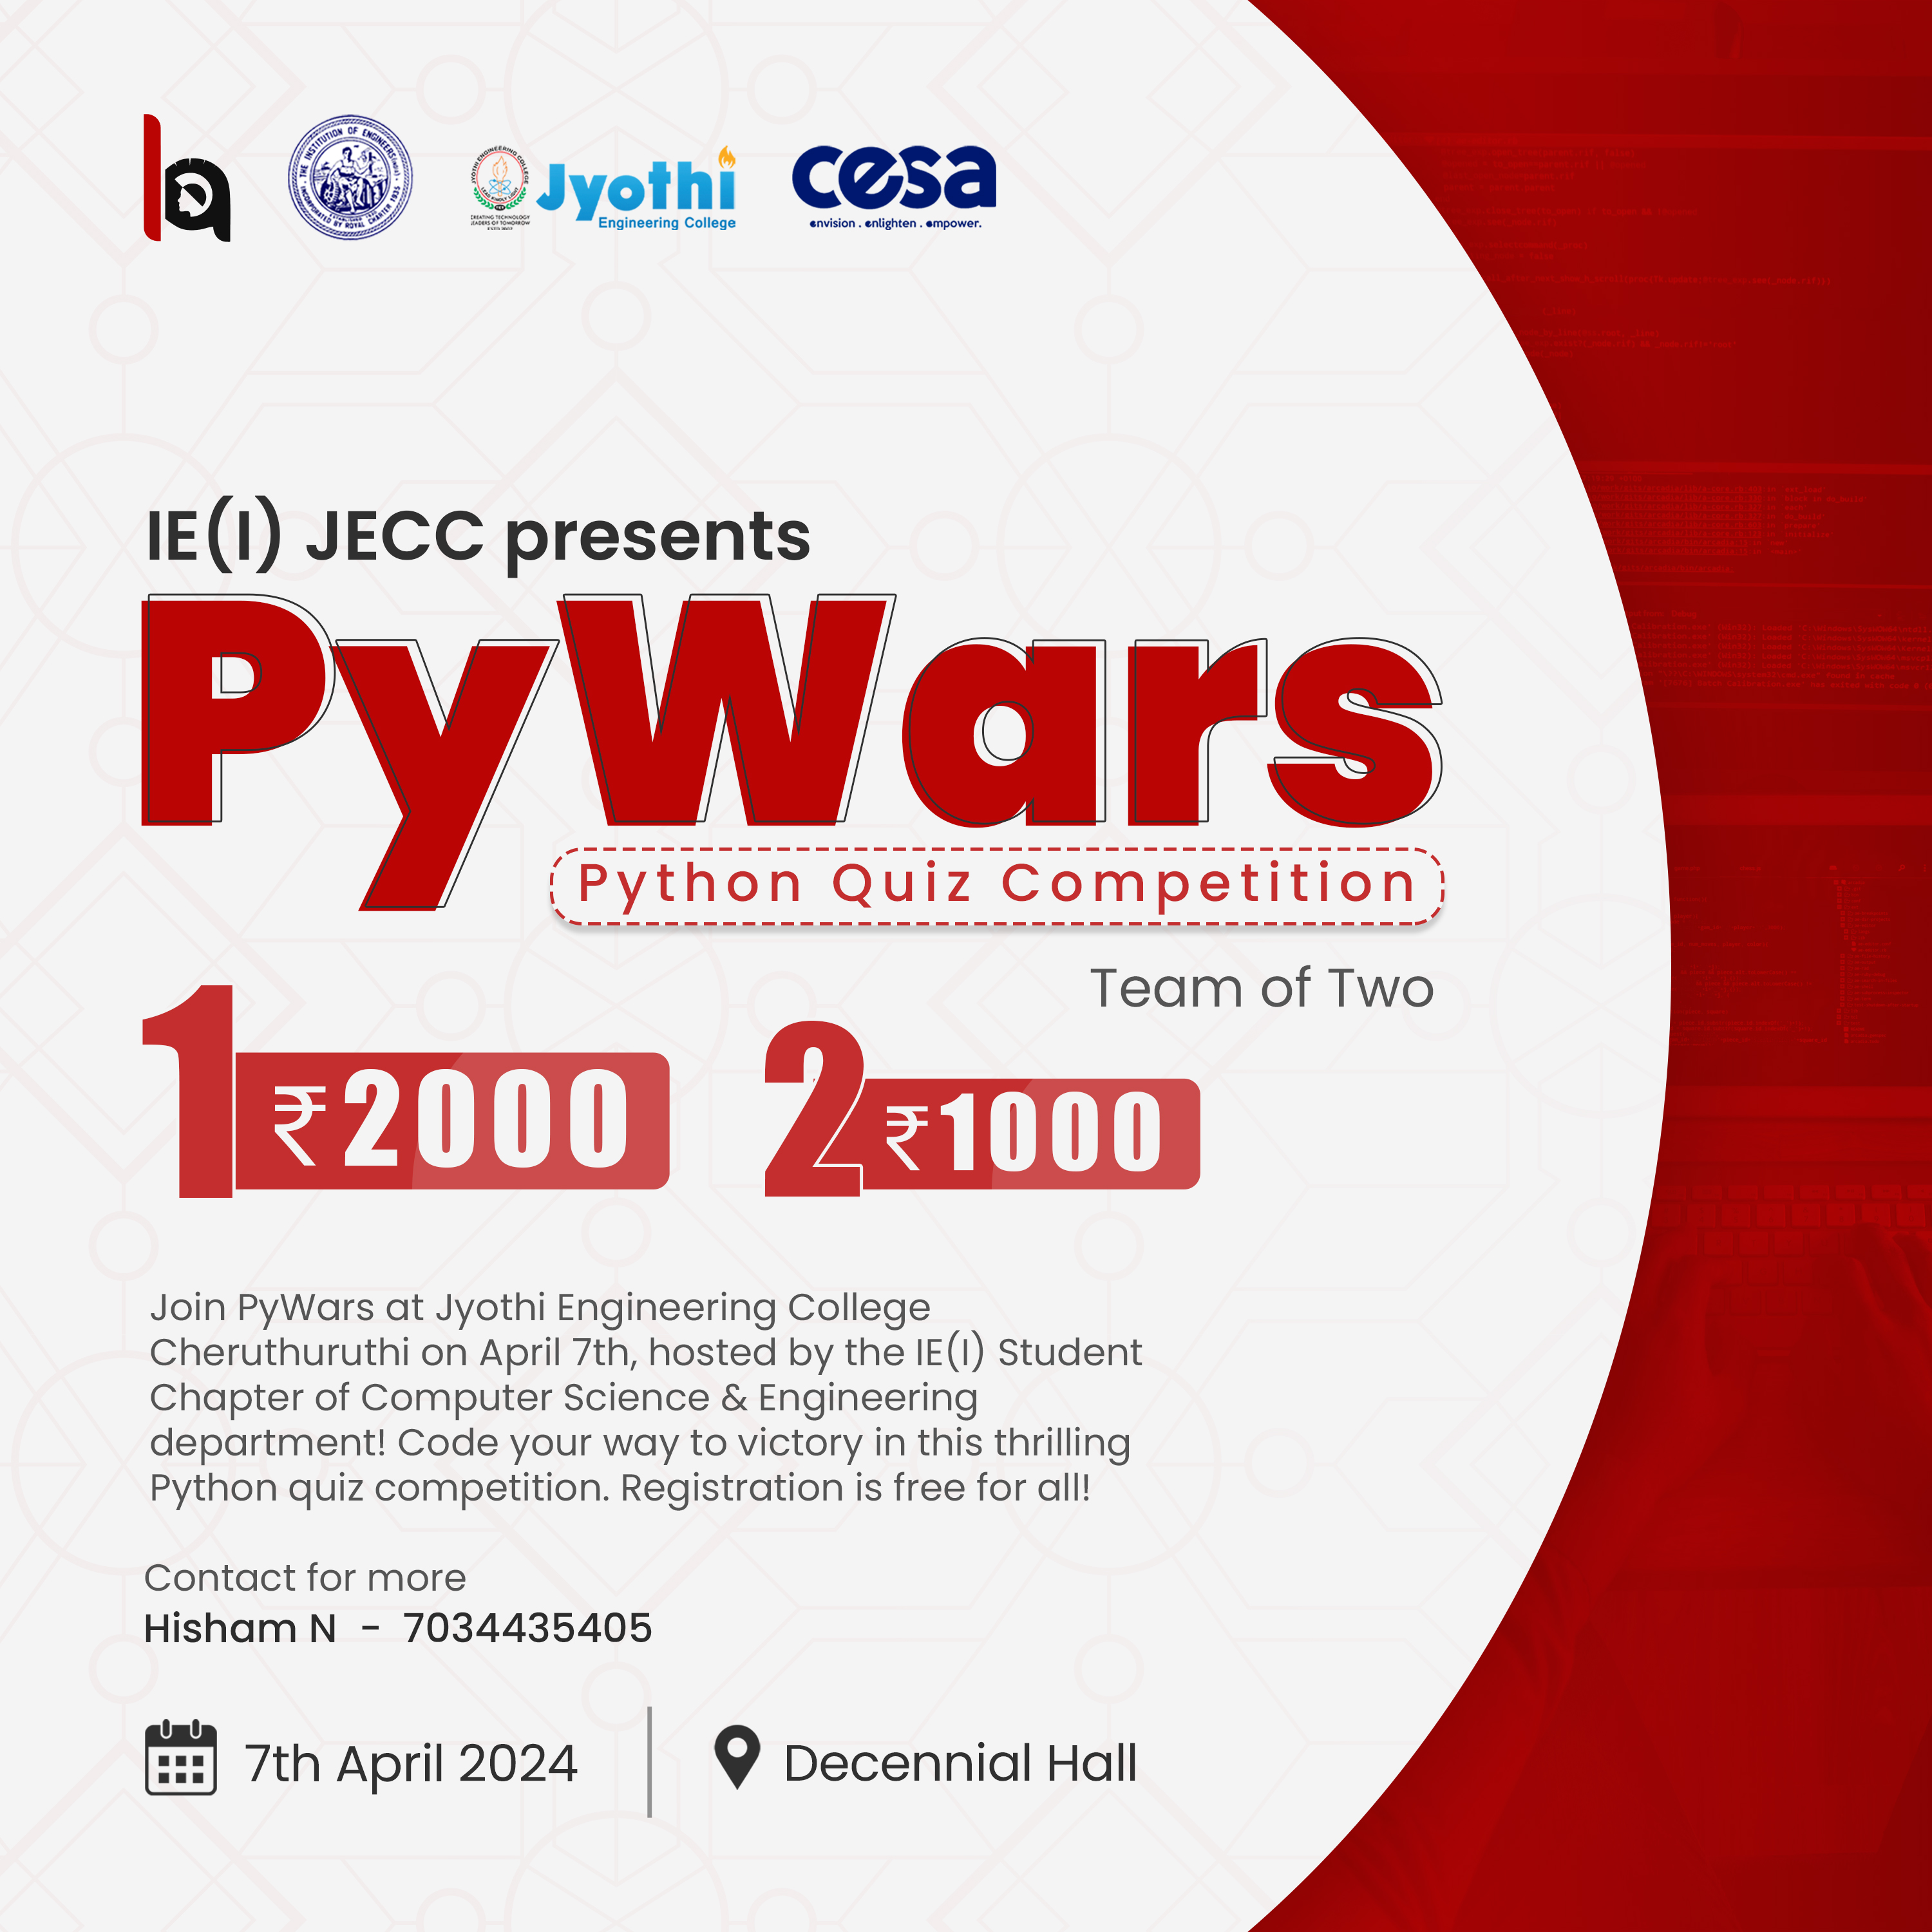 THE INSTITUTION OF ENGINEERS (INDIA)
INCORPORATED BY ROYAL CHARTER 1935
JYOTHI ENGINEERING COLLEGE
CREATING TECHNOLOGY
LEADERS OF TOMORROW
Jyothi
Engineering College
cesa
envision . enlighten . empower.
IE(I) JECC presents
PyWars
Python Quiz Competition
Team of Two
1 ₹2000
2 ₹1000
Join PyWars at Jyothi Engineering College
Cheruthuruthi on April 7th, hosted by the IE(I) Student
Chapter of Computer Science & Engineering
department! Code your way to victory in this thrilling
Python quiz competition. Registration is free for all!
Contact for more
Hisham N - 7034435405
7th April 2024
Decennial Hall